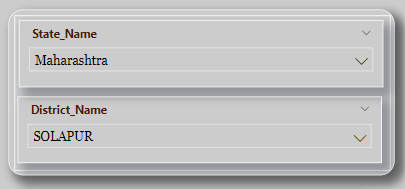 State_Name
Maharashtra
District_Name
SOLAPUR